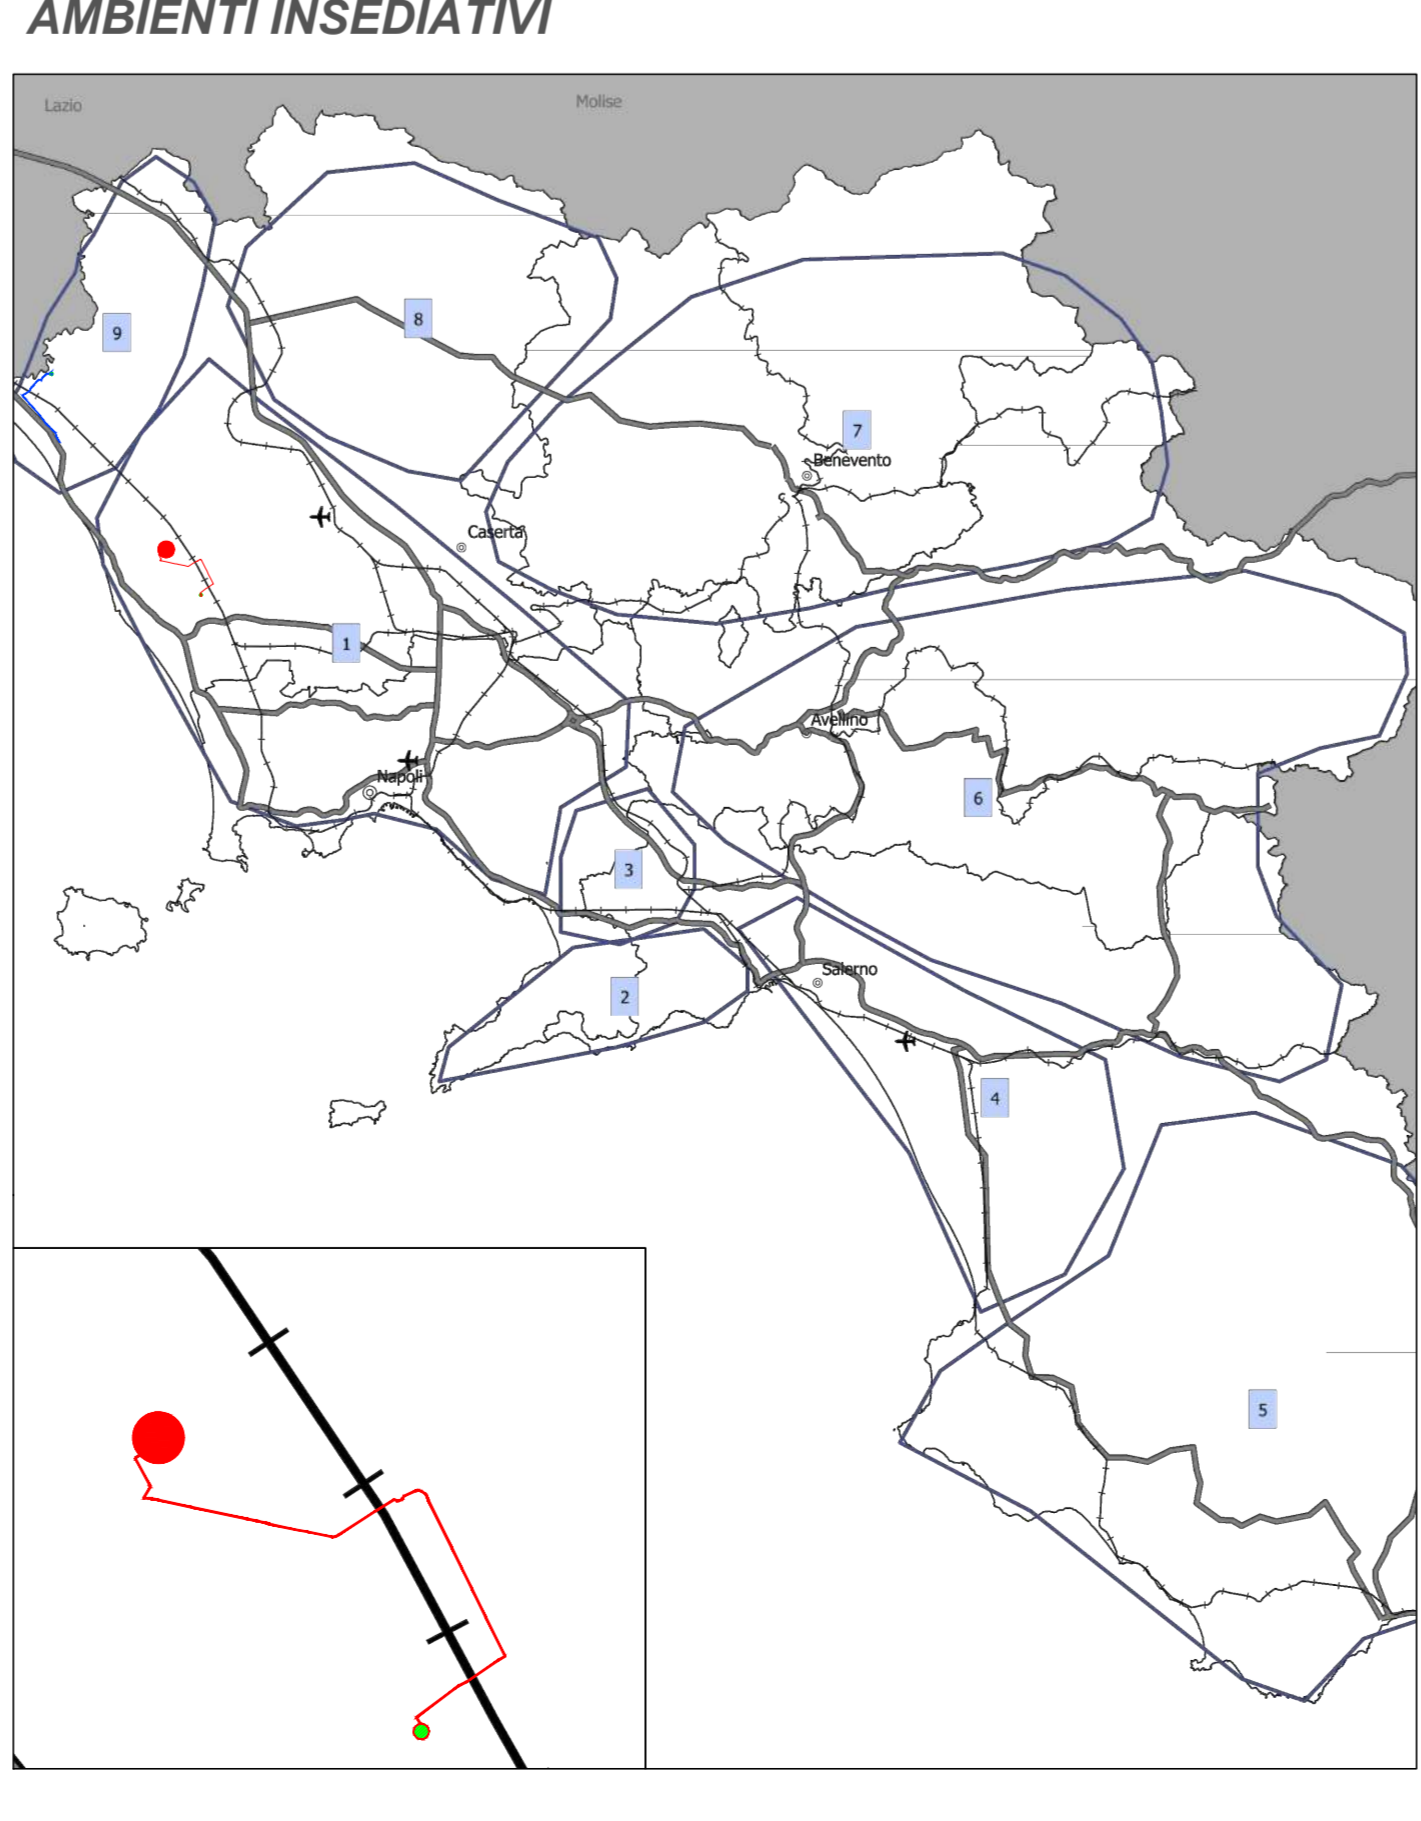 AMBIENTI INSEDIATIVI
Lazio
Molise
9
8
7
Benevento
Caserta
1
Avellino
Napoli
6
3
Salerno
2
4
5